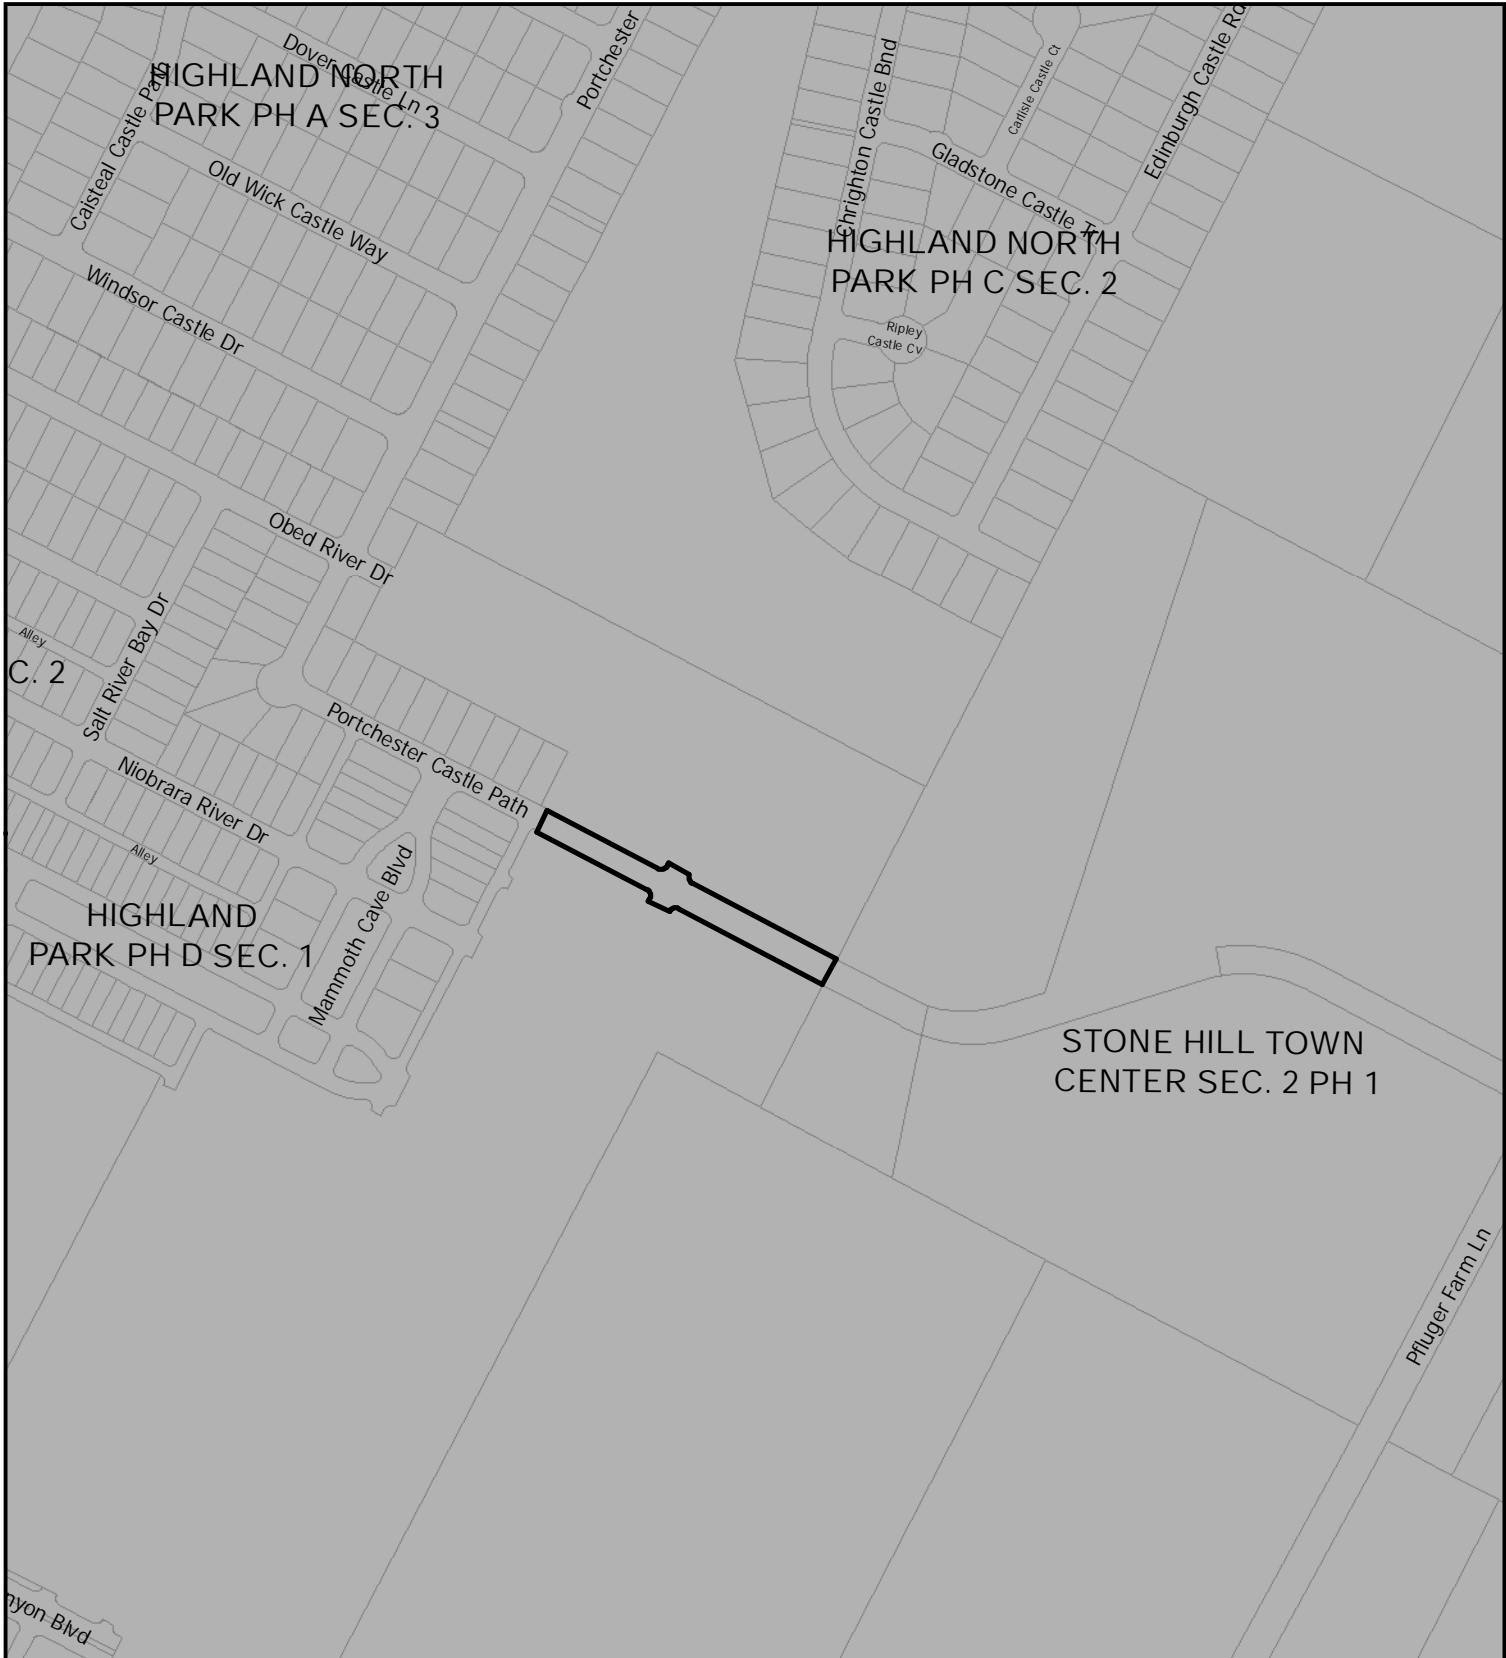 Dover Castle Ln
Portchester
HIGHLAND NORTH
PARK PH A SEC. 3
Caisteal Castle Path
Old Wick Castle Way
Windsor Castle Dr
Chrighton Castle Bnd
Carlisle Castle Ct
Edinburgh Castle Rd
Gladstone Castle Trl
HIGHLAND NORTH
PARK PH C SEC. 2
Ripley
Castle Cv
Obed River Dr
Salt River Bay Dr
Alley
C. 2
Portchester Castle Path
Niobrara River Dr
Alley
Mammoth Cave Blvd
HIGHLAND
PARK PH D SEC. 1
STONE HILL TOWN
CENTER SEC. 2 PH 1
Pfluger Farm Ln
nyon Blvd